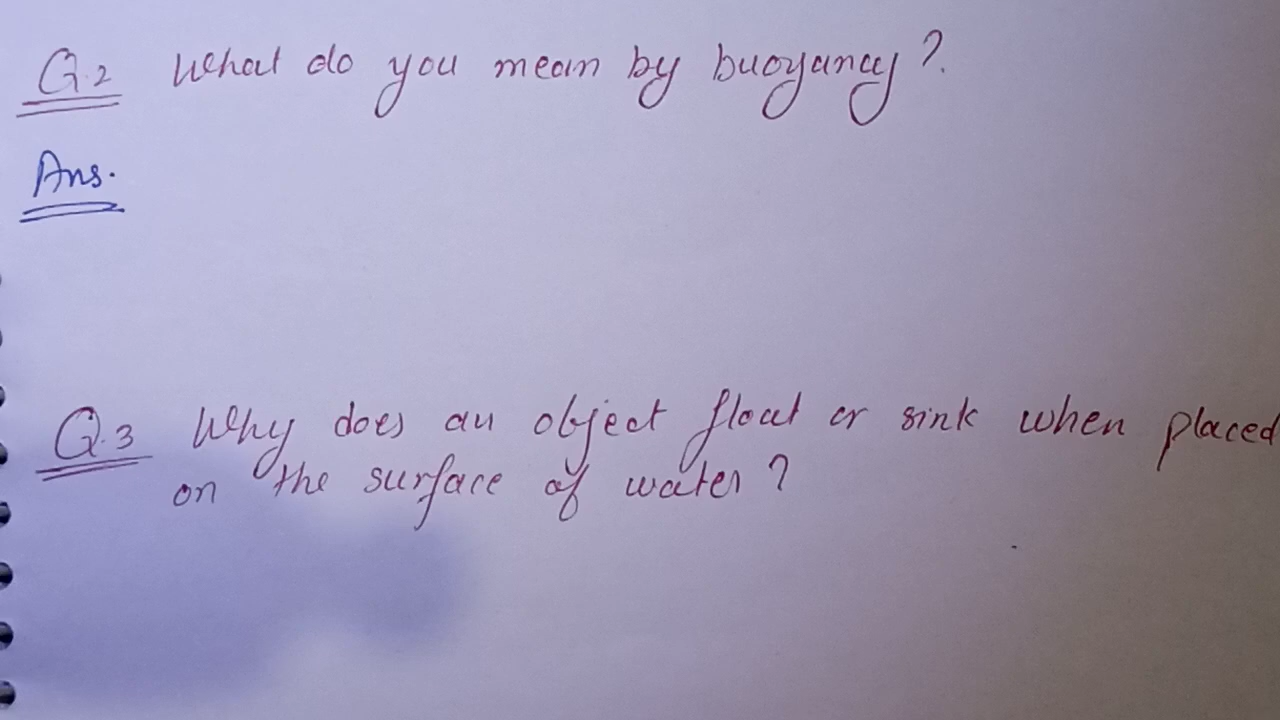 Q.2 What do you mean by buoyancy?
Ans.
Q.3 Why does an object float or sink when placed
on the surface of water?